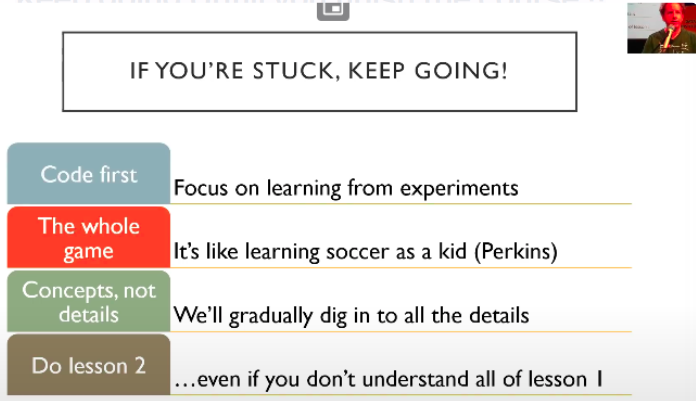 IF YOU'RE STUCK, KEEP GOING!
Code first
Focus on learning from experiments
The whole
game
It's like learning soccer as a kid (Perkins)
Concepts, not
details
We'll gradually dig in to all the details
Do lesson 2
...even if you don't understand all of lesson 1